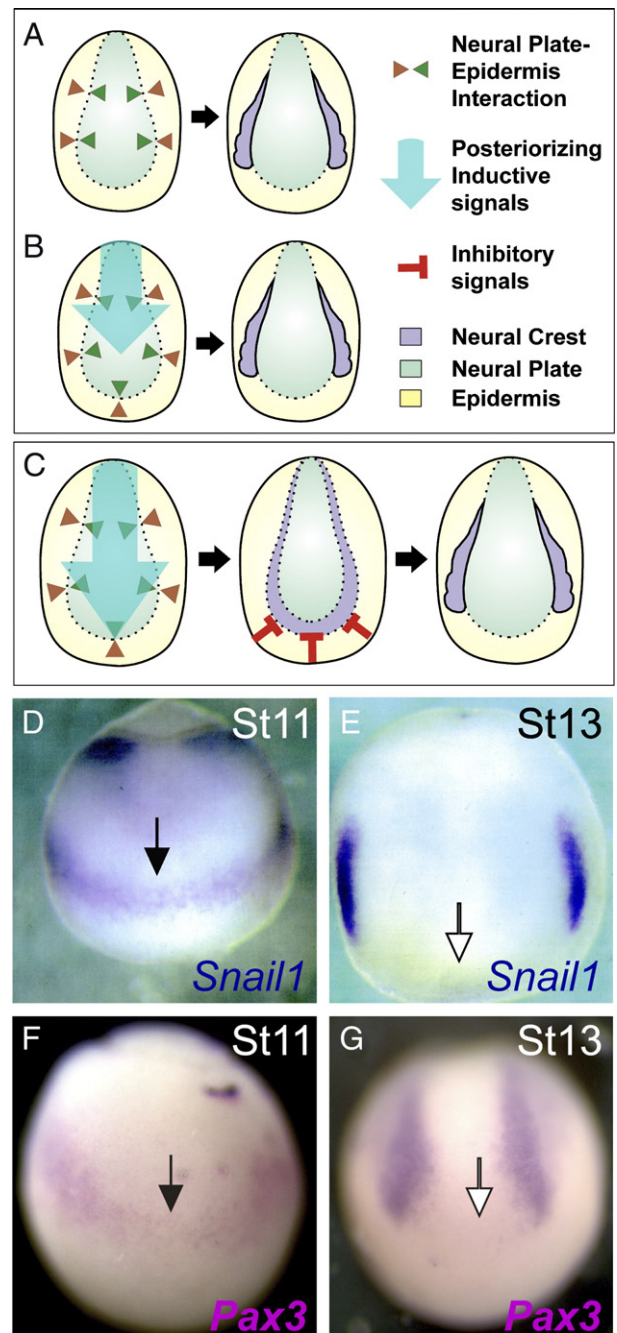 A
Neural Plate-
Epidermis
Interaction
Posteriorizing
Inductive
signals
B
Inhibitory
signals
Neural Crest
Neural Plate
Epidermis
C
D
St11
Snail1
E
St13
Snail1
F
St11
Pax3
G
St13
Pax3